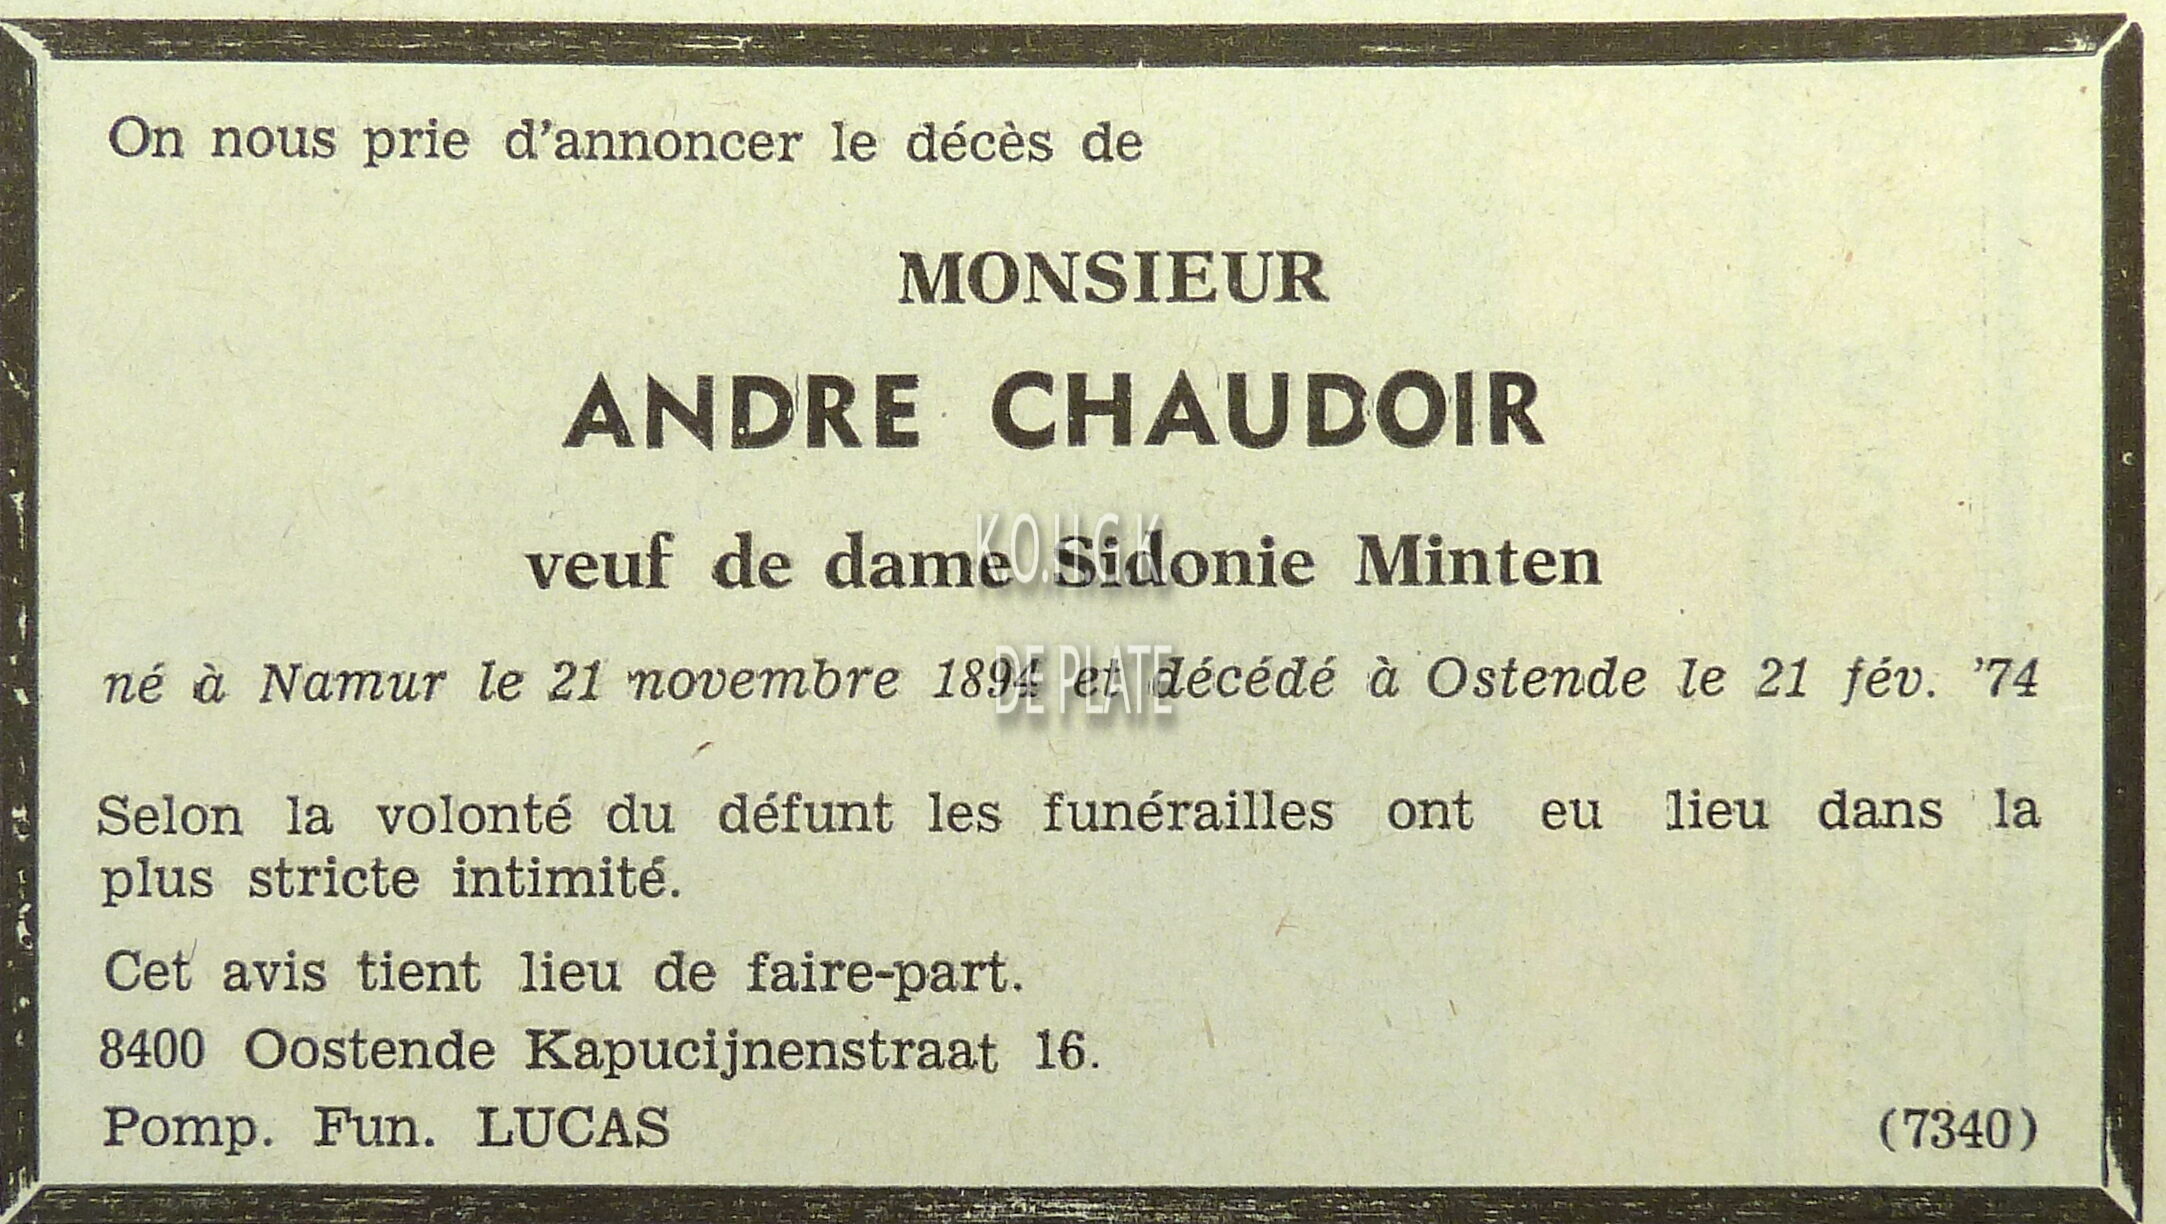 On nous prie d'annoncer le décès de
MONSIEUR
ANDRE CHAUDOIR
veuf de dame Sidonie Minten
né à Namur le 21 novembre 1894 et décédé à Ostende le 21 fév. '74
Selon la volonté du défunt les funérailles ont eu lieu dans la
plus stricte intimité.
Cet avis tient lieu de faire-part.
8400 Oostende Kapucijnenstraat 16.
Pomp. Fun. LUCAS (7340)
DE PLATE